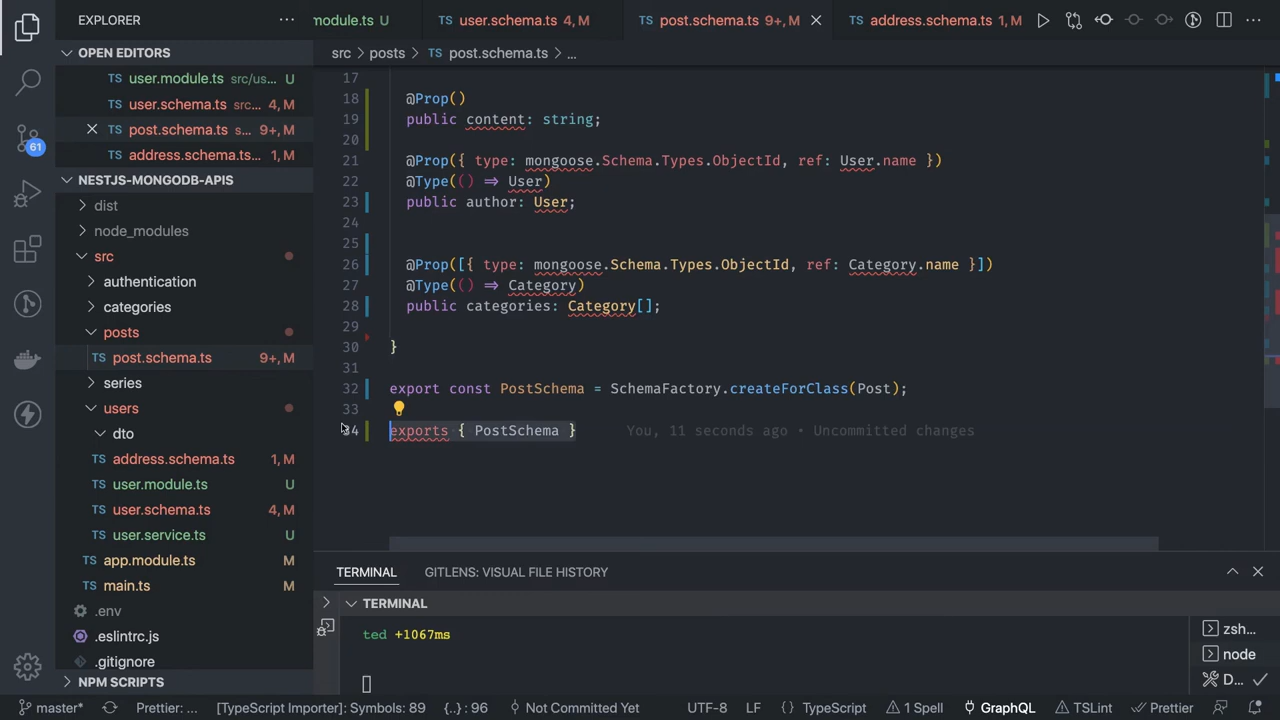 EXPLORER
module.ts U
user.schema.ts 4, M
post.schema.ts 9+, M
address.schema.ts 1, M
OPEN EDITORS
user.module.ts src/us... U
user.schema.ts src... 4, M
post.schema.ts s... 9+, M
address.schema.ts... 1, M
NESTJS-MONGODB-APIS
dist
node_modules
src
authentication
categories
posts
post.schema.ts 9+, M
series
users
dto
address.schema.ts 1, M
user.module.ts U
user.schema.ts 4, M
user.service.ts U
app.module.ts M
main.ts M
.env
.eslintrc.js
.gitignore
NPM SCRIPTS
61
src > posts > TS post.schema.ts > ...
17
18 @Prop()
19 public content: string;
20
21 @Prop({ type: mongoose.Schema.Types.ObjectId, ref: User.name })
22 @Type(() => User)
23 public author: User;
24
25
26 @Prop([{ type: mongoose.Schema.Types.ObjectId, ref: Category.name }])
27 @Type(() => Category)
28 public categories: Category[];
29
30 }
31
32 export const PostSchema = SchemaFactory.createForClass(Post);
33
34 exports { PostSchema } You, 11 seconds ago • Uncommitted changes
TERMINAL GITLENS: VISUAL FILE HISTORY
TERMINAL
ted +1067ms
zsh...
node
D...
master* Prettier: ... [TypeScript Importer]: Symbols: 89 {..} : 96 Not Committed Yet UTF-8 LF { } TypeScript 1 Spell GraphQL TSLint Prettier